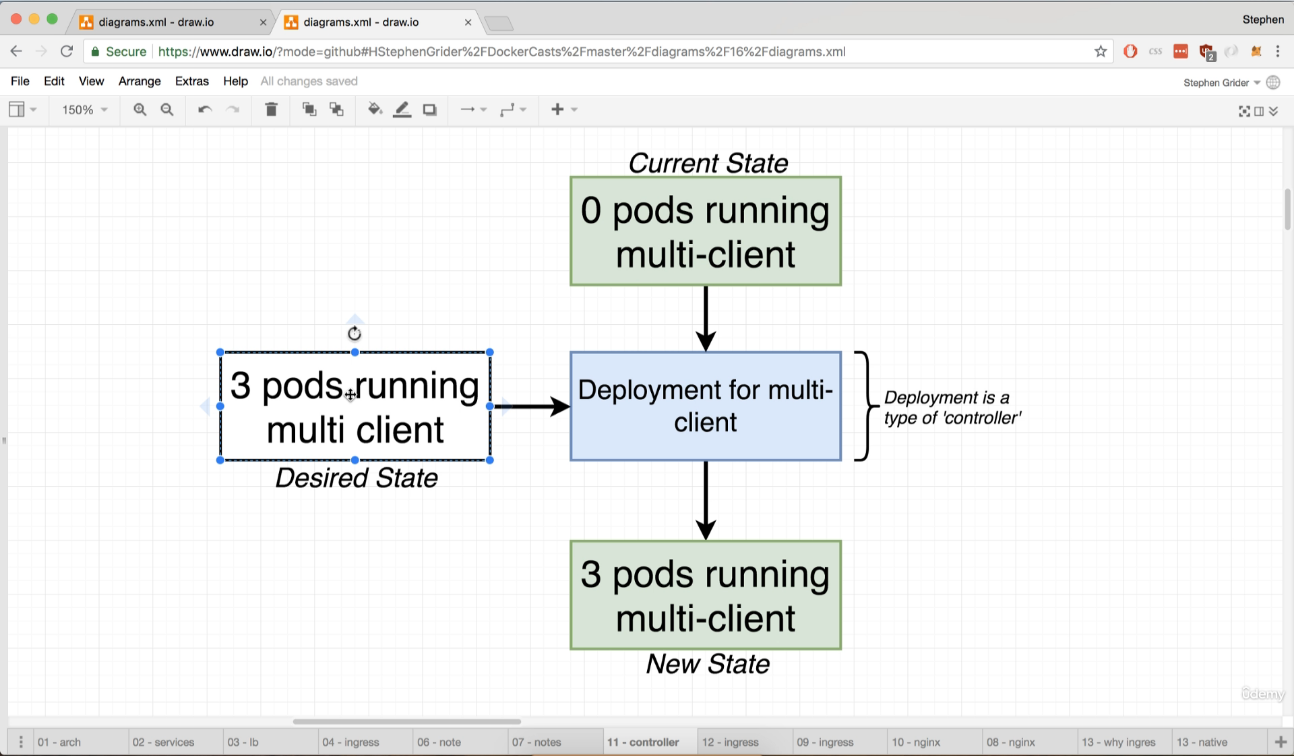 diagrams.xml - draw.io
diagrams.xml - draw.io
Stephen
Secure https://www.draw.io/?mode=github#HStephenGrider%2FDockerCasts%2Fmaster%2Fdiagrams%2F16%2Fdiagrams.xml
CSS
2
File Edit View Arrange Extras Help All changes saved
Stephen Grider
150%
Current State
0 pods running
multi-client
3 pods running
multi client
Desired State
Deployment for multi-
client
Deployment is a
type of 'controller'
3 pods running
multi-client
New State
Udemy
01 - arch 02 - services 03 - lb 04 - ingress 06 - note 07 - notes 11 - controller 12 - ingress 09 - ingress 10 - nginx 08 - nginx 13 - why ingres 13 - native